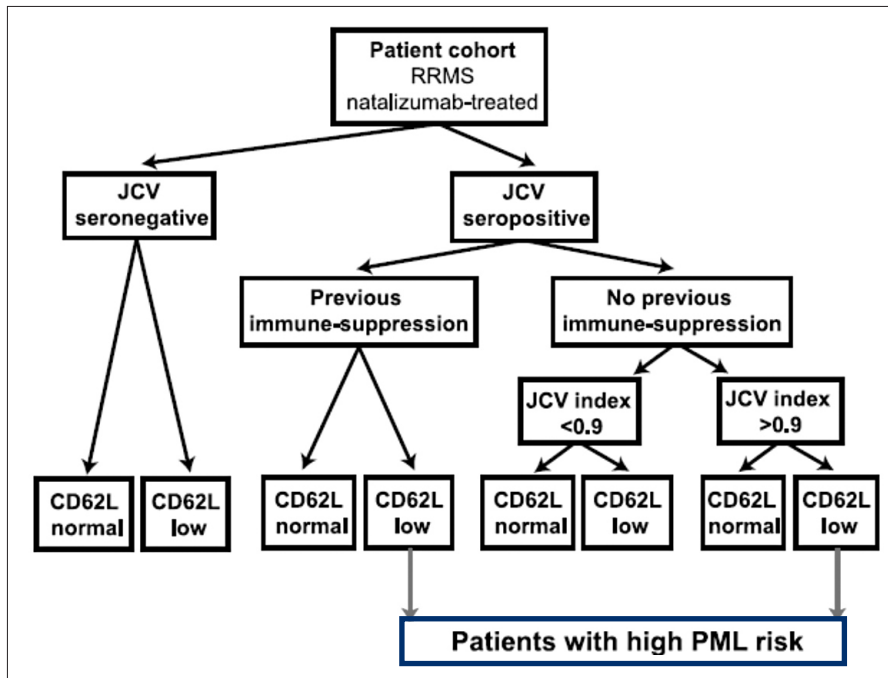 Patient cohort
RRMS
natalizumab-treated
JCV
seronegative
JCV
seropositive
Previous
immune-suppression
No previous
immune-suppression
JCV index
<0.9
JCV index
>0.9
CD62L
normal
CD62L
low
CD62L
normal
CD62L
low
CD62L
normal
CD62L
low
CD62L
normal
CD62L
low
Patients with high PML risk